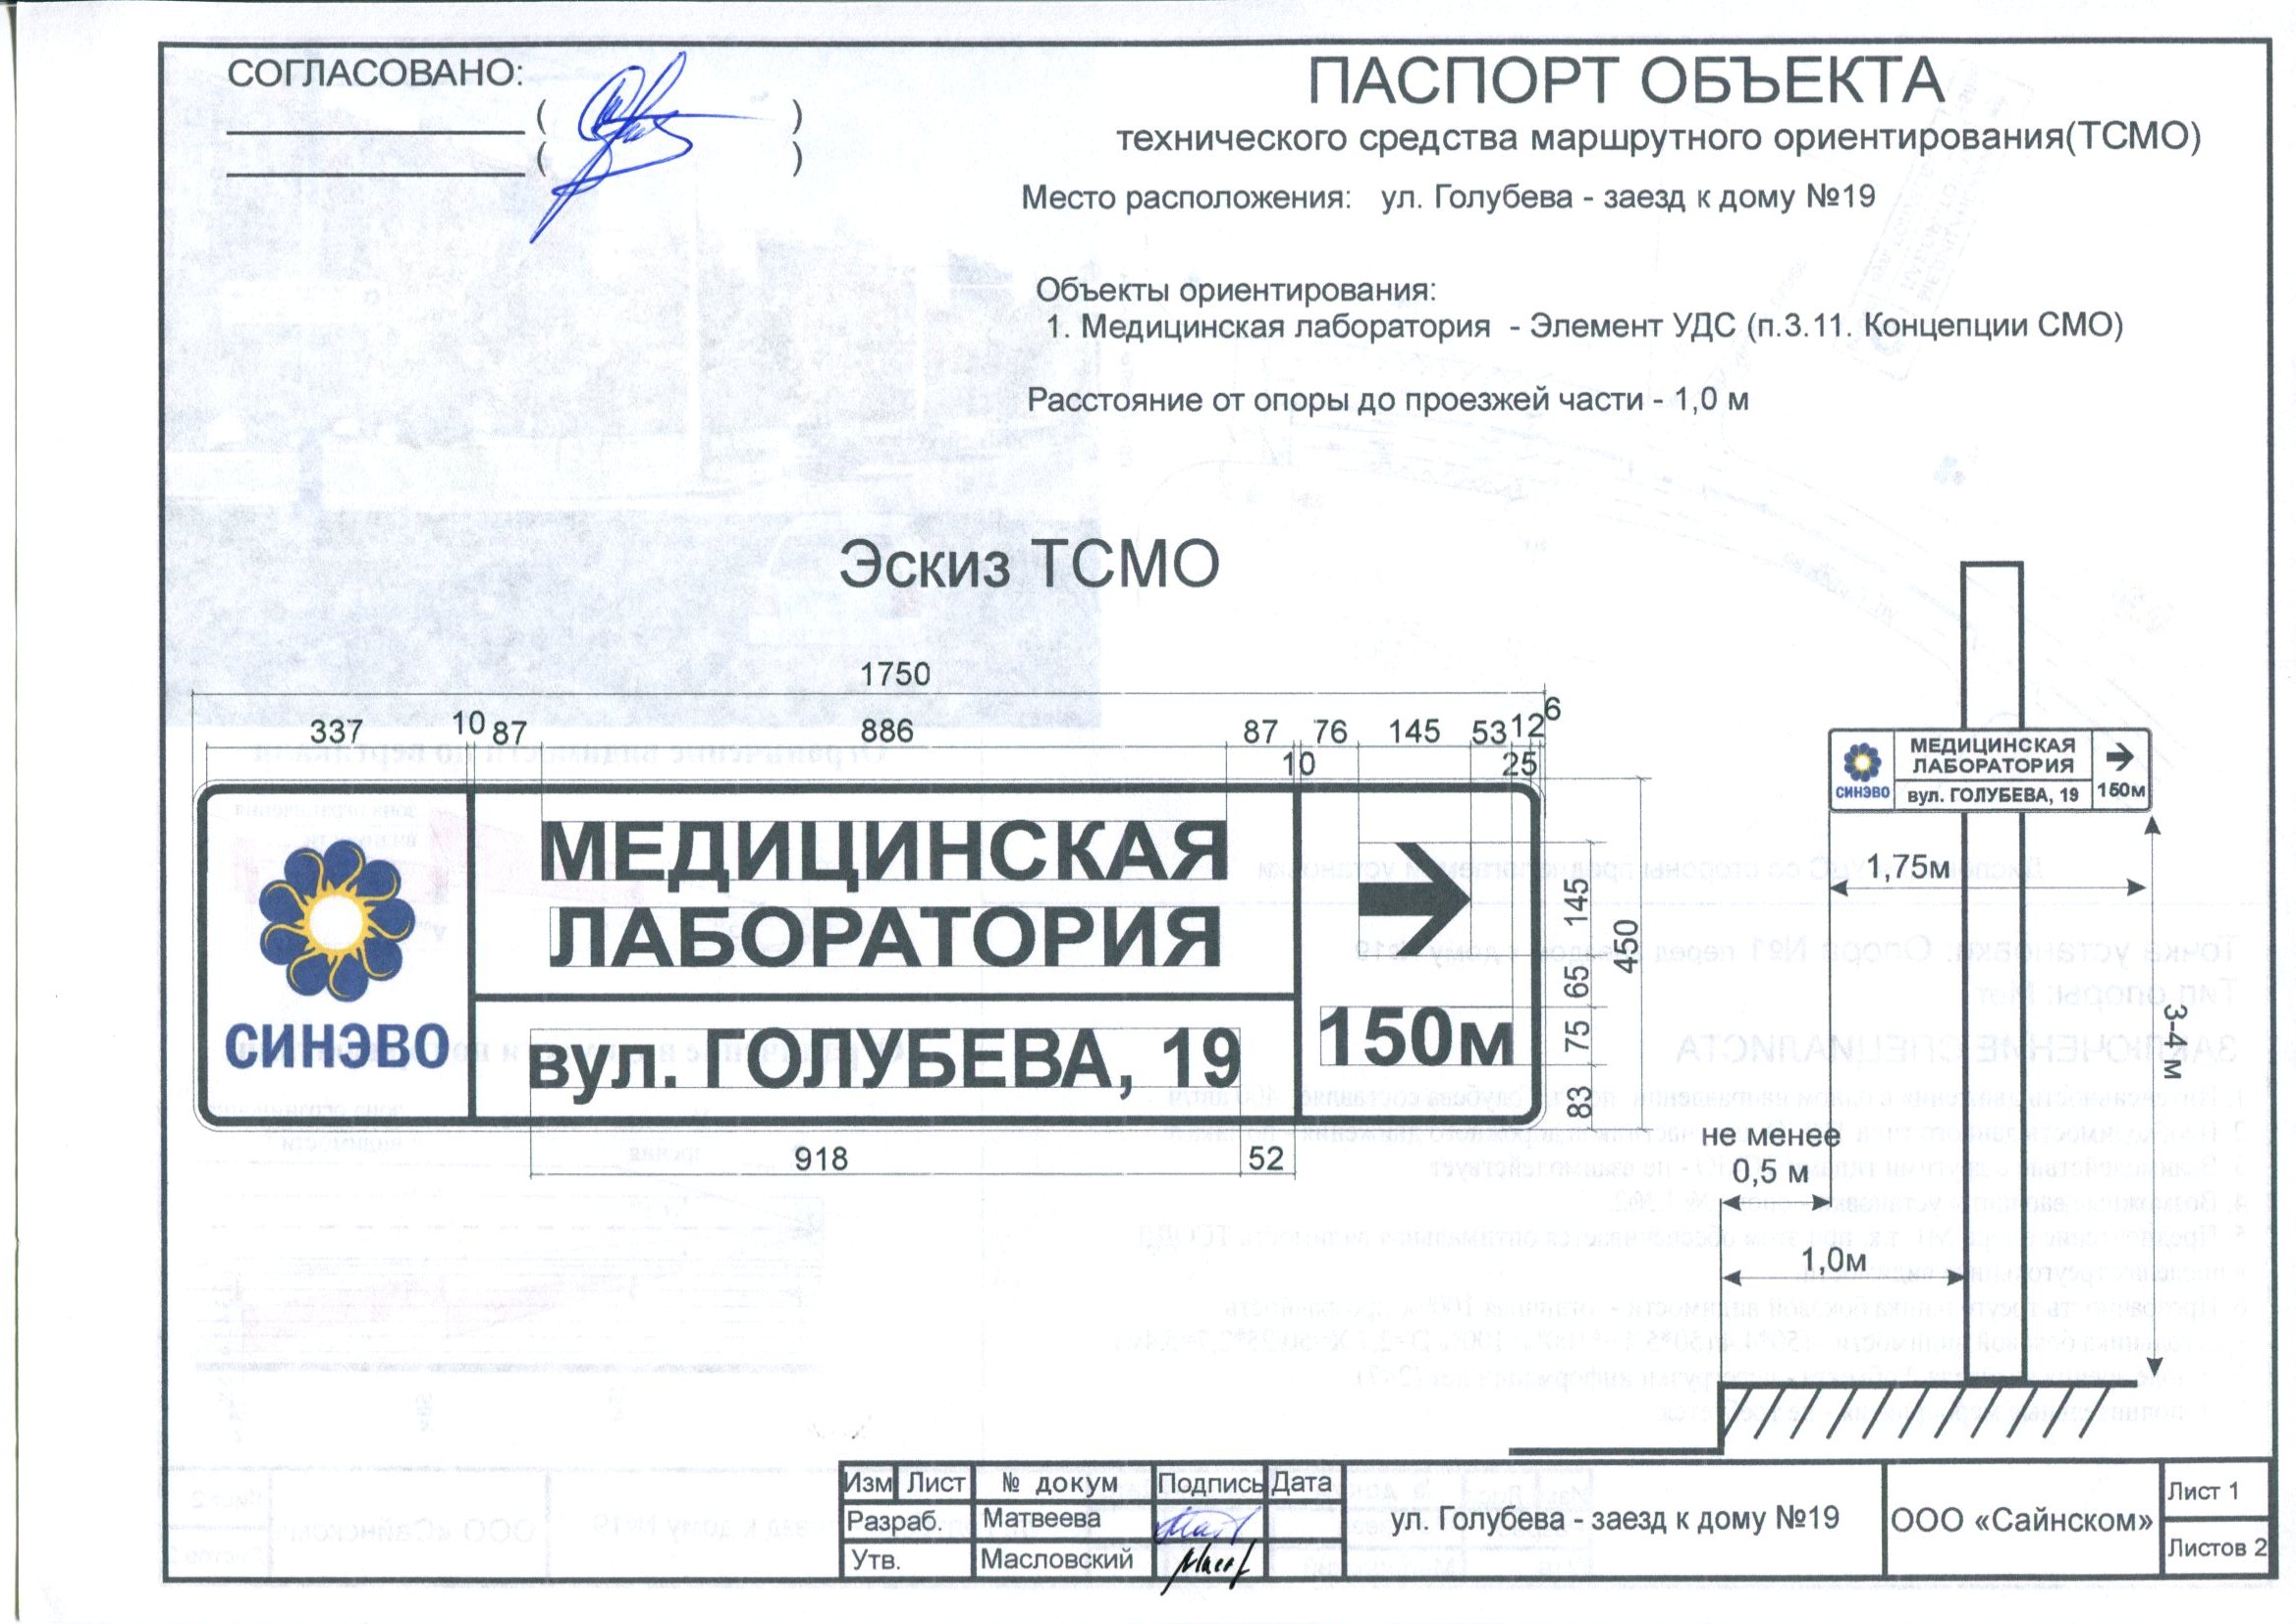 СОГЛАСОВАНО:
( )
( )
ПАСПОРТ ОБЪЕКТА
технического средства маршрутного ориентирования(ТСМО)
Место расположения: ул. Голубева - заезд к дому №19
Объекты ориентирования:
1. Медицинская лаборатория - Элемент УДС (п.3.11. Концепции СМО)
Расстояние от опоры до проезжей части - 1,0 м
Эскиз ТСМО
1750
337 10 87 886 87 10 76 145 53 12 25 6
СИНЭВО
МЕДИЦИНСКАЯ
ЛАБОРАТОРИЯ
вул. ГОЛУБЕВА, 19
150м
145
65
75
83
450
918 52
СИНЭВО
МЕДИЦИНСКАЯ
ЛАБОРАТОРИЯ
вул. ГОЛУБЕВА, 19
150м
1,75м
3-4 м
не менее
0,5 м
1,0м
Изм Лист № докум Подпись Дата
Разраб. Матвеева
Утв. Масловский
ул. Голубева - заезд к дому №19
ООО «Сайнском»
Лист 1
Листов 2